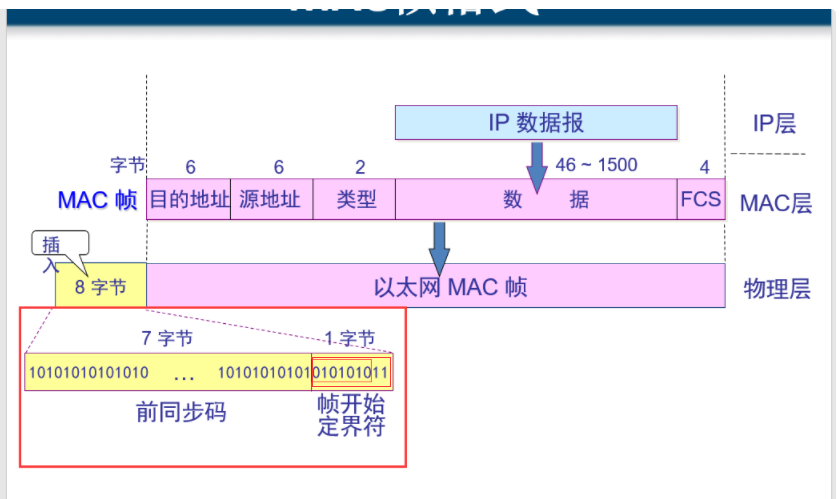 IP 数据报
IP层
字节 6 6 2 46 ~ 1500 4
MAC 帧 目的地址 源地址 类型 数 据 FCS MAC层
插入
8 字节 以太网 MAC 帧 物理层
7 字节 1 字节
10101010101010 … 10101010101010101011
前同步码 帧开始
定界符